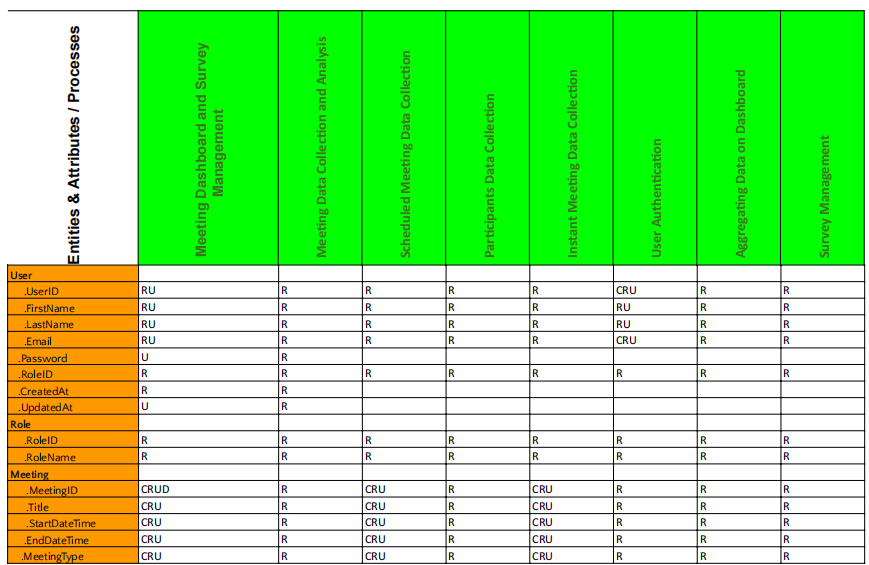 Entities & Attributes / Processes
Meeting Dashboard and Survey
Management
Meeting Data Collection and Analysis
Scheduled Meeting Data Collection
Participants Data Collection
Instant Meeting Data Collection
User Authentication
Aggregating Data on Dashboard
Survey Management
User
.UserID RU R R R R CRU R R
.FirstName RU R R R R RU R R
.LastName RU R R R R RU R R
.Email RU R R R R CRU R R
.Password U R
.RoleID R R R R R R R R
.CreatedAt R R
.UpdatedAt U R
Role
.RoleID R R R R R R R R
.RoleName R R R R R R R R
Meeting
.MeetingID CRUD R CRU R CRU R R R
.Title CRU R CRU R CRU R R R
.StartDateTime CRU R CRU R CRU R R R
.EndDateTime CRU R CRU R CRU R R R
.MeetingType CRU R CRU R CRU R R R